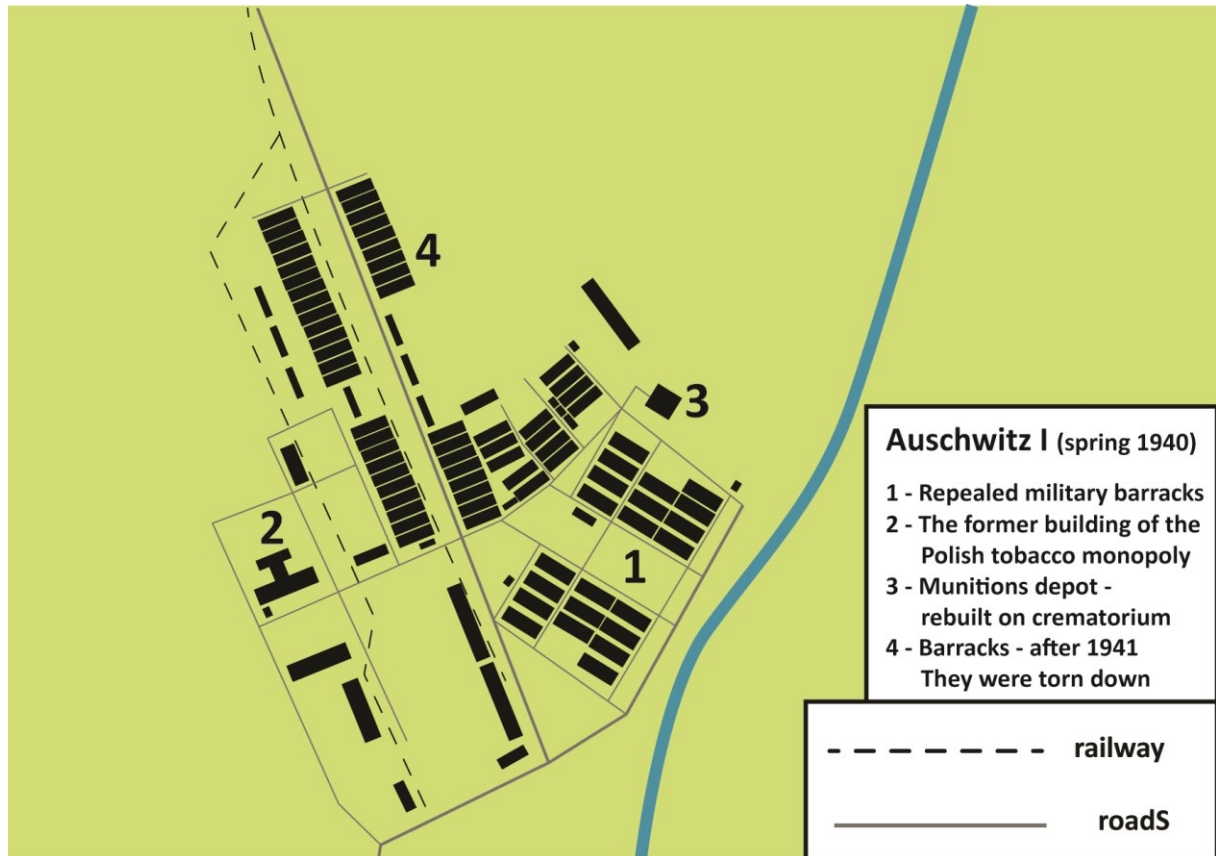 4
3
2
1
Auschwitz I (spring 1940)
1 - Repealed military barracks
2 - The former building of the
Polish tobacco monopoly
3 - Munitions depot -
rebuilt on crematorium
4 - Barracks - after 1941
They were torn down
railway
roadS